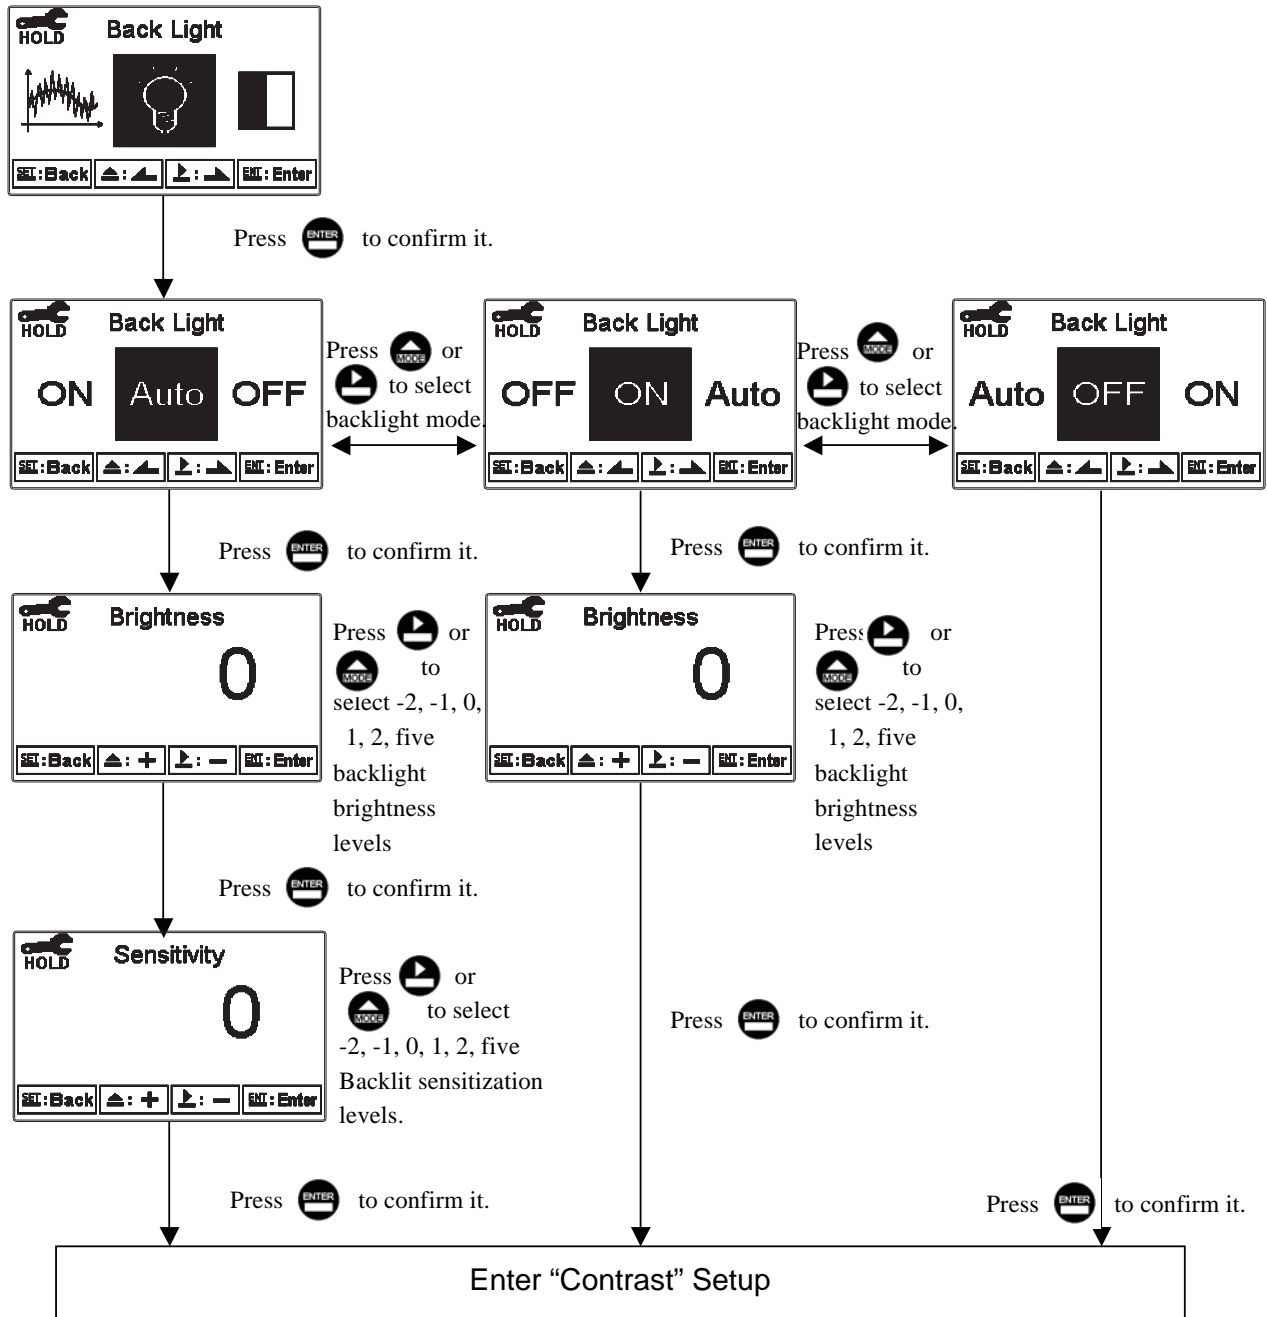 HOLD Back Light
SET:Back ▲: ▶: ENT:Enter
Press ENTER to confirm it.
HOLD Back Light
ON Auto OFF
SET:Back ▲: ▶: ENT:Enter
Press MODE or
to select
backlight mode.
HOLD Back Light
OFF ON Auto
SET:Back ▲: ▶: ENT:Enter
Press MODE or
to select
backlight mode.
HOLD Back Light
Auto OFF ON
SET:Back ▲: ▶: ENT:Enter
Press ENTER to confirm it.
Press ENTER to confirm it.
HOLD Brightness
0
SET:Back ▲: + ▶: − ENT:Enter
Press or
MODE to
select -2, -1, 0,
1, 2, five
backlight
brightness
levels
HOLD Brightness
0
SET:Back ▲: + ▶: − ENT:Enter
Press or
MODE to
select -2, -1, 0,
1, 2, five
backlight
brightness
levels
Press ENTER to confirm it.
HOLD Sensitivity
0
SET:Back ▲: + ▶: − ENT:Enter
Press or
MODE to select
-2, -1, 0, 1, 2, five
Backlit sensitization
levels.
Press ENTER to confirm it.
Press ENTER to confirm it.
Press ENTER to confirm it.
Enter “Contrast” Setup